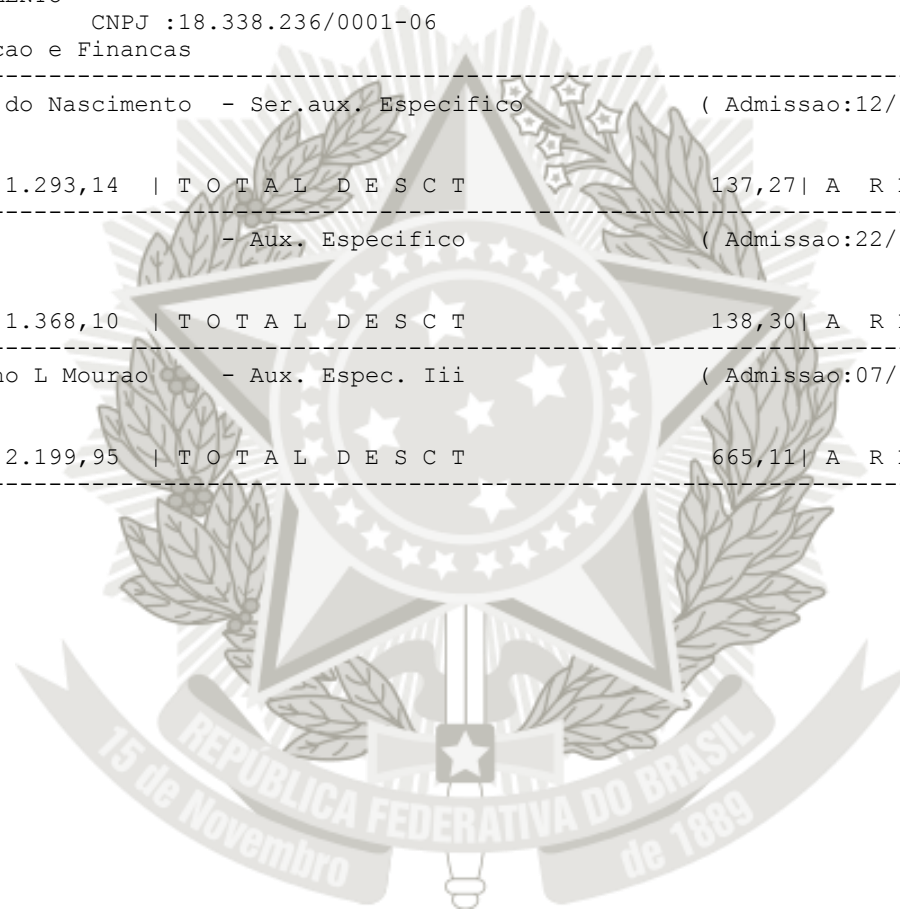 CNPJ :18.338.236/0001-06
cao e Financas
--------------------------------------------------------------------------------
do Nascimento - Ser.aux. Especifico ( Admissao:12/
1.293,14 | T O T A L D E S C T 137,27| A R
--------------------------------------------------------------------------------
- Aux. Especifico ( Admissao:22/
1.368,10 | T O T A L D E S C T 138,30| A R
--------------------------------------------------------------------------------
no L Mourao - Aux. Espec. Iii ( Admissao:07/
2.199,95 | T O T A L D E S C T 665,11| A R
--------------------------------------------------------------------------------
REPÚBLICA FEDERATIVA DO BRASIL
15 de Novembro de 1889